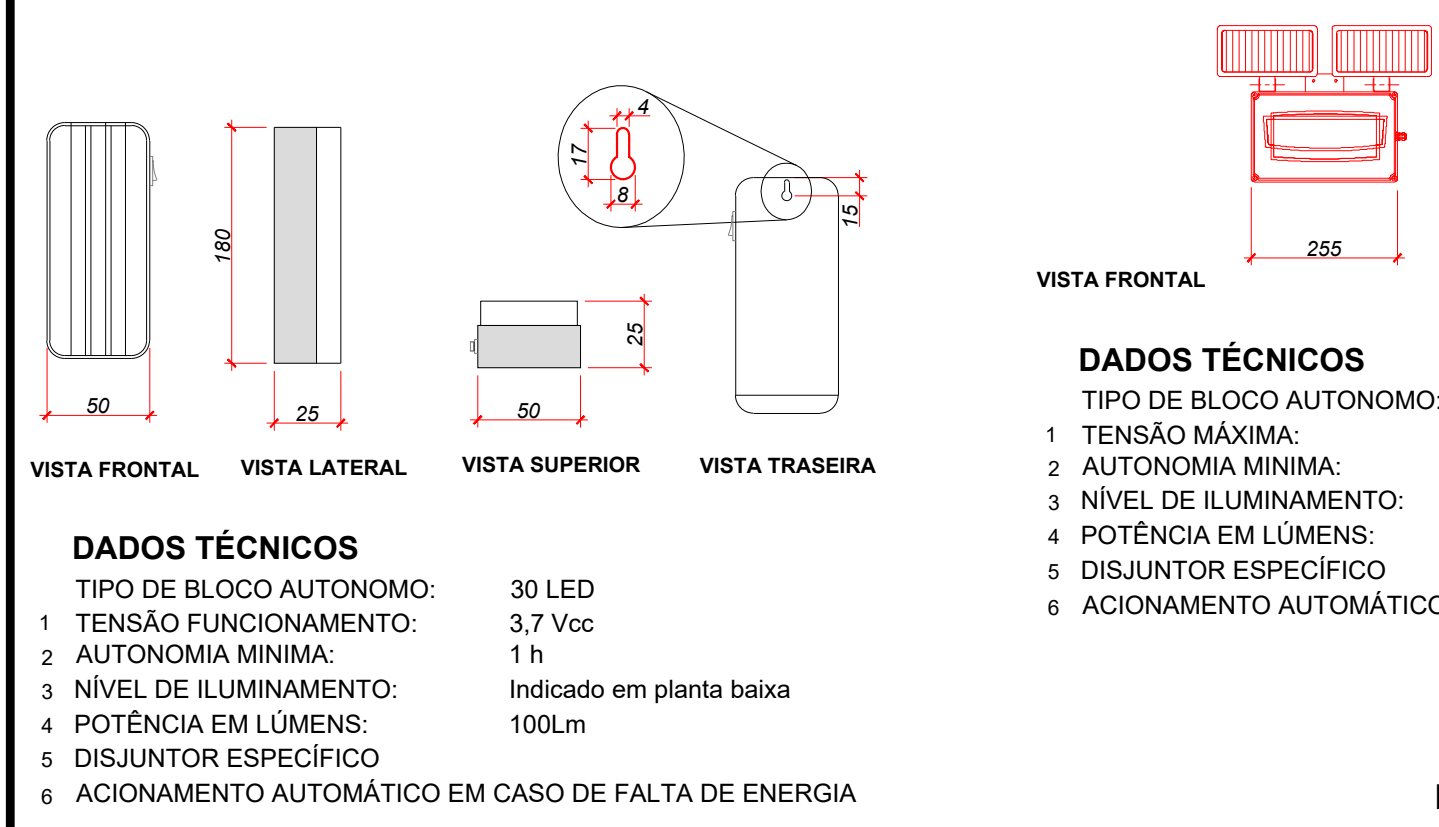 4
17
8
15
180
50
25
25
50
255
VISTA FRONTAL
VISTA LATERAL
VISTA SUPERIOR
VISTA TRASEIRA
DADOS TÉCNICOS
TIPO DE BLOCO AUTONOMO: 30 LED
1 TENSÃO FUNCIONAMENTO: 3,7 Vcc
2 AUTONOMIA MINIMA: 1 h
3 NÍVEL DE ILUMINAMENTO: Indicado em planta baixa
4 POTÊNCIA EM LÚMENS: 100Lm
5 DISJUNTOR ESPECÍFICO
6 ACIONAMENTO AUTOMÁTICO EM CASO DE FALTA DE ENERGIA
VISTA FRONTAL
DADOS TÉCNICOS
TIPO DE BLOCO AUTONOMO:
1 TENSÃO MÁXIMA:
2 AUTONOMIA MINIMA:
3 NÍVEL DE ILUMINAMENTO:
4 POTÊNCIA EM LÚMENS:
5 DISJUNTOR ESPECÍFICO
6 ACIONAMENTO AUTOMÁTICO